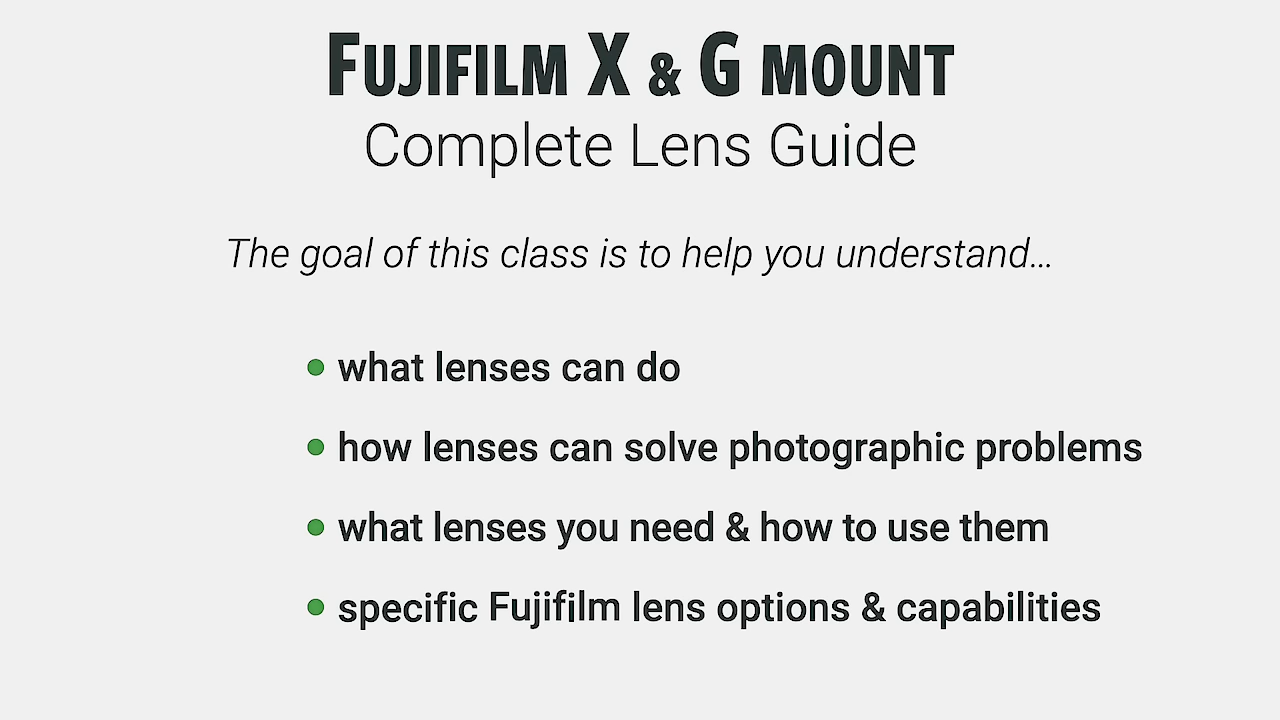 FUJIFILM X & G MOUNT
Complete Lens Guide
The goal of this class is to help you understand…
• what lenses can do
• how lenses can solve photographic problems
• what lenses you need & how to use them
• specific Fujifilm lens options & capabilities